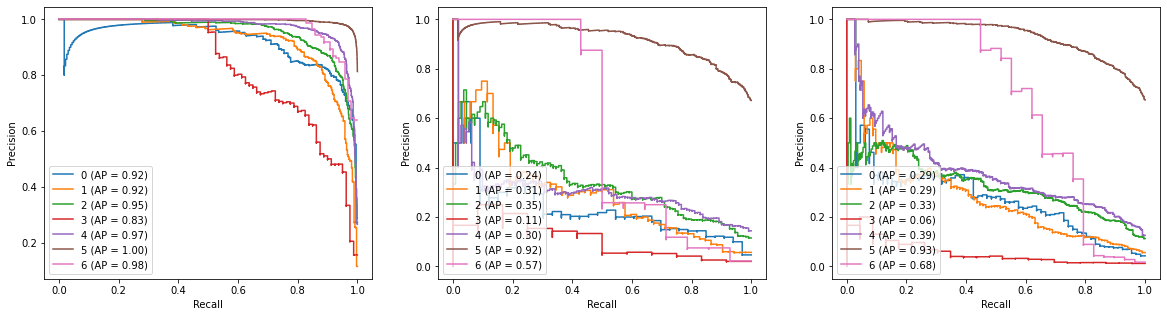 1.0
0.8
0.6
0.4
0.2
Precision
0 (AP = 0.92)
1 (AP = 0.92)
2 (AP = 0.95)
3 (AP = 0.83)
4 (AP = 0.97)
5 (AP = 1.00)
6 (AP = 0.98)
0.0 0.2 0.4 0.6 0.8 1.0
Recall
1.0
0.8
0.6
0.4
0.2
0.0
Precision
0 (AP = 0.24)
1 (AP = 0.31)
2 (AP = 0.35)
3 (AP = 0.11)
4 (AP = 0.30)
5 (AP = 0.92)
6 (AP = 0.57)
0.0 0.2 0.4 0.6 0.8 1.0
Recall
1.0
0.8
0.6
0.4
0.2
0.0
Precision
0 (AP = 0.29)
1 (AP = 0.29)
2 (AP = 0.33)
3 (AP = 0.06)
4 (AP = 0.39)
5 (AP = 0.93)
6 (AP = 0.68)
0.0 0.2 0.4 0.6 0.8 1.0
Recall